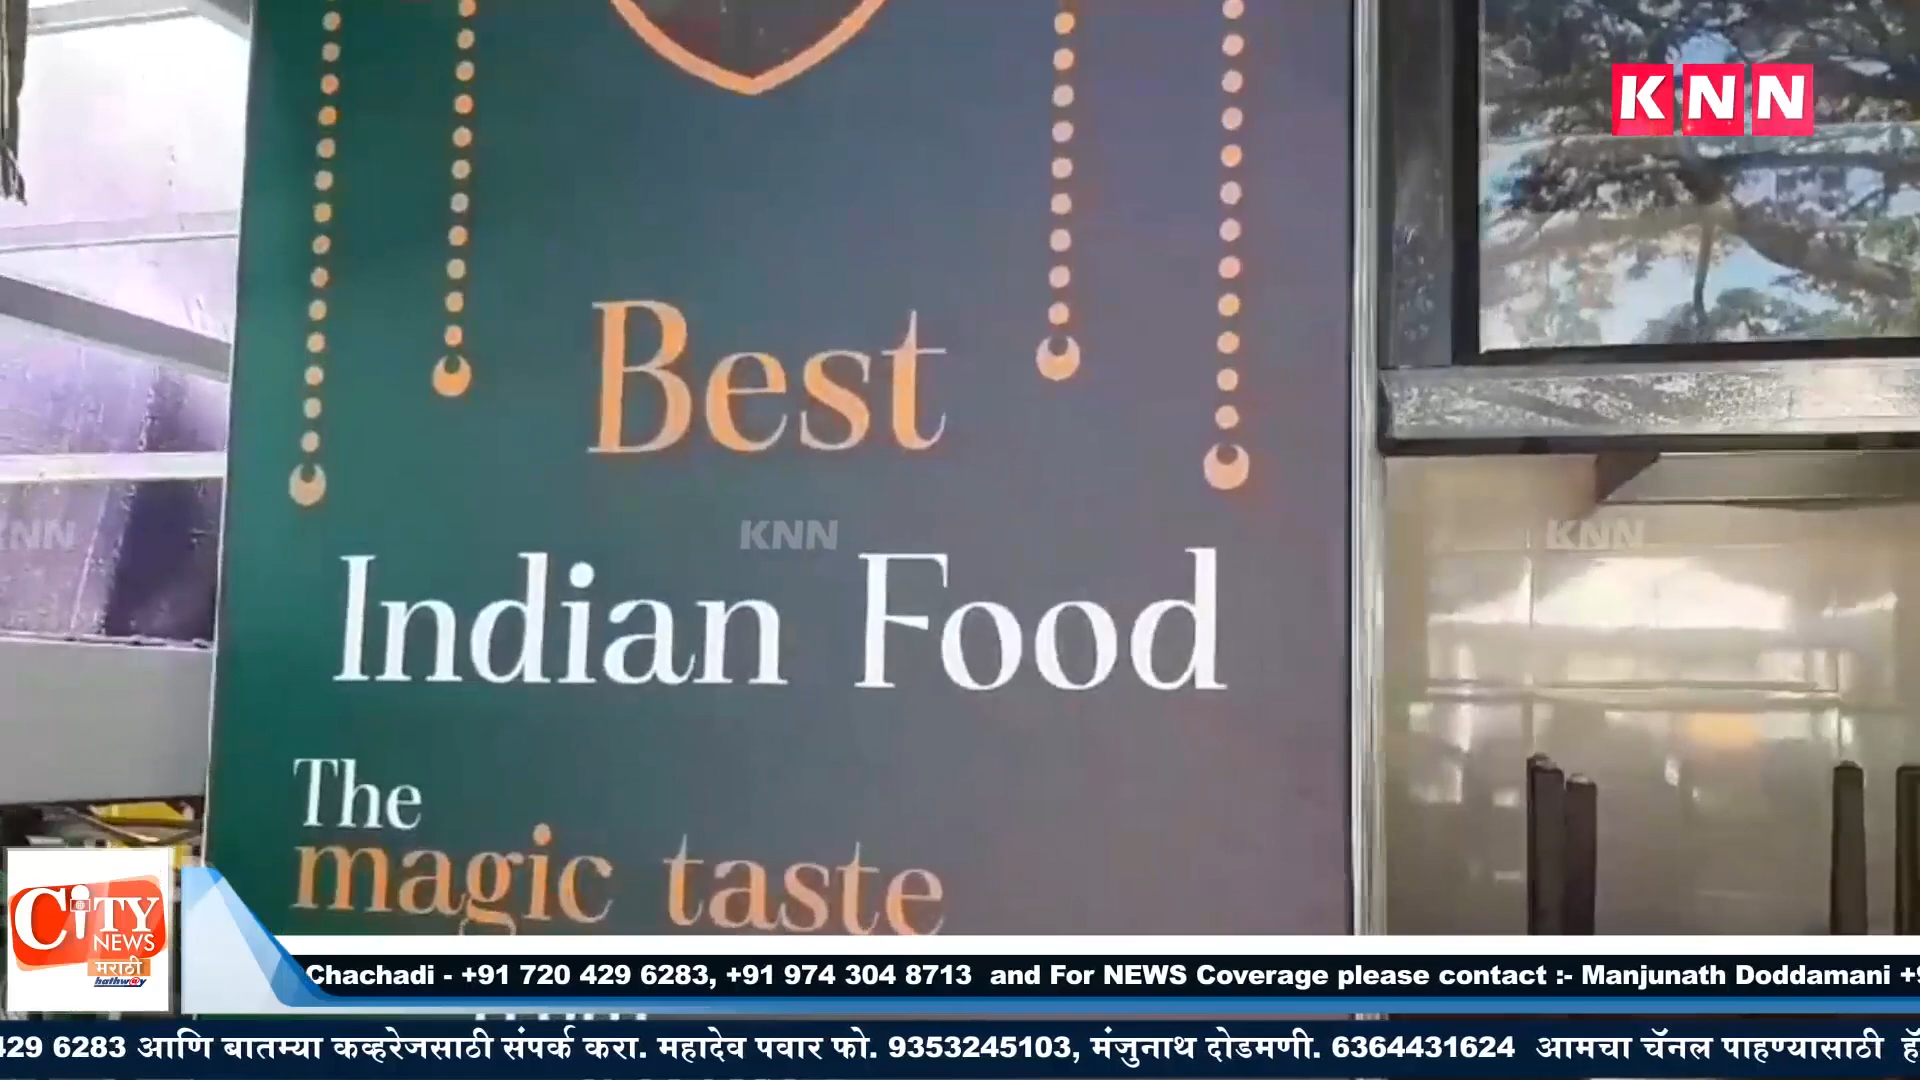 KNN
Best
KNN
KNN
KNN
Indian Food
The
magic taste
CiTY
NEWS
मराठी
hathway
Chachadi - +91 720 429 6283, +91 974 304 8713 and For NEWS Coverage please contact :- Manjunath Doddamani
429 6283 आणि बातम्या कव्हरेजसाठी संपर्क करा. महादेव पवार फो. 9353245103, मंजुनाथ दोडमणी. 6364431624 आमचा चॅनल पाहण्यासाठी